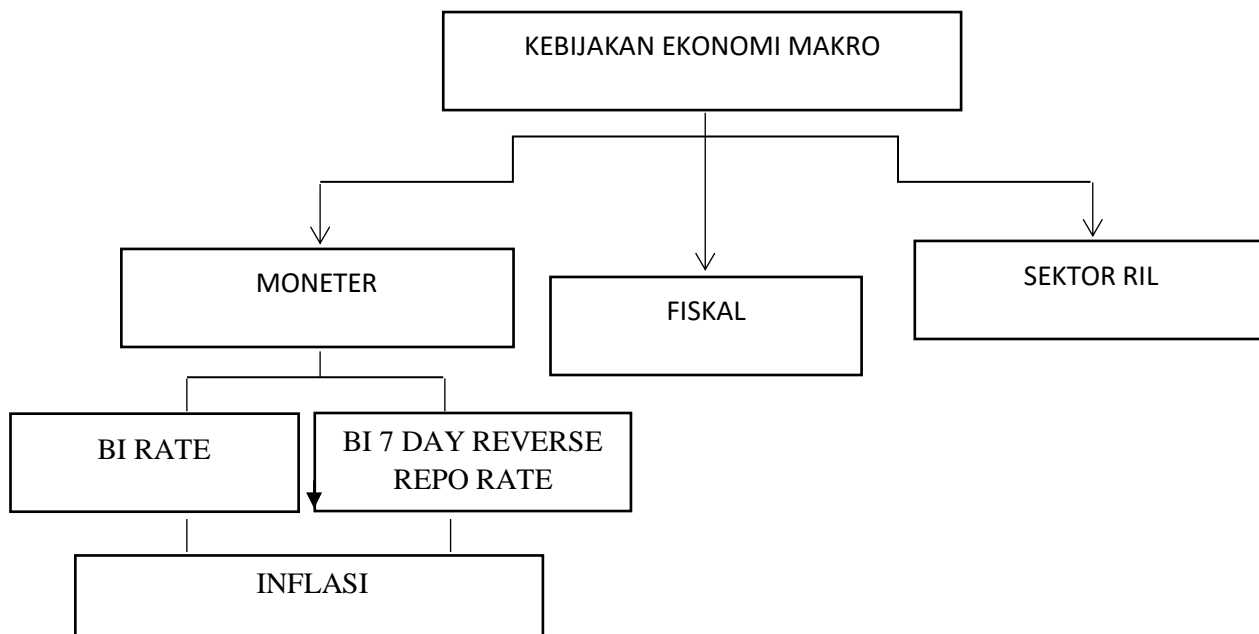 KEBIJAKAN EKONOMI MAKRO
MONETER
FISKAL
SEKTOR RIL
BI RATE
BI 7 DAY REVERSE
REPO RATE
INFLASI